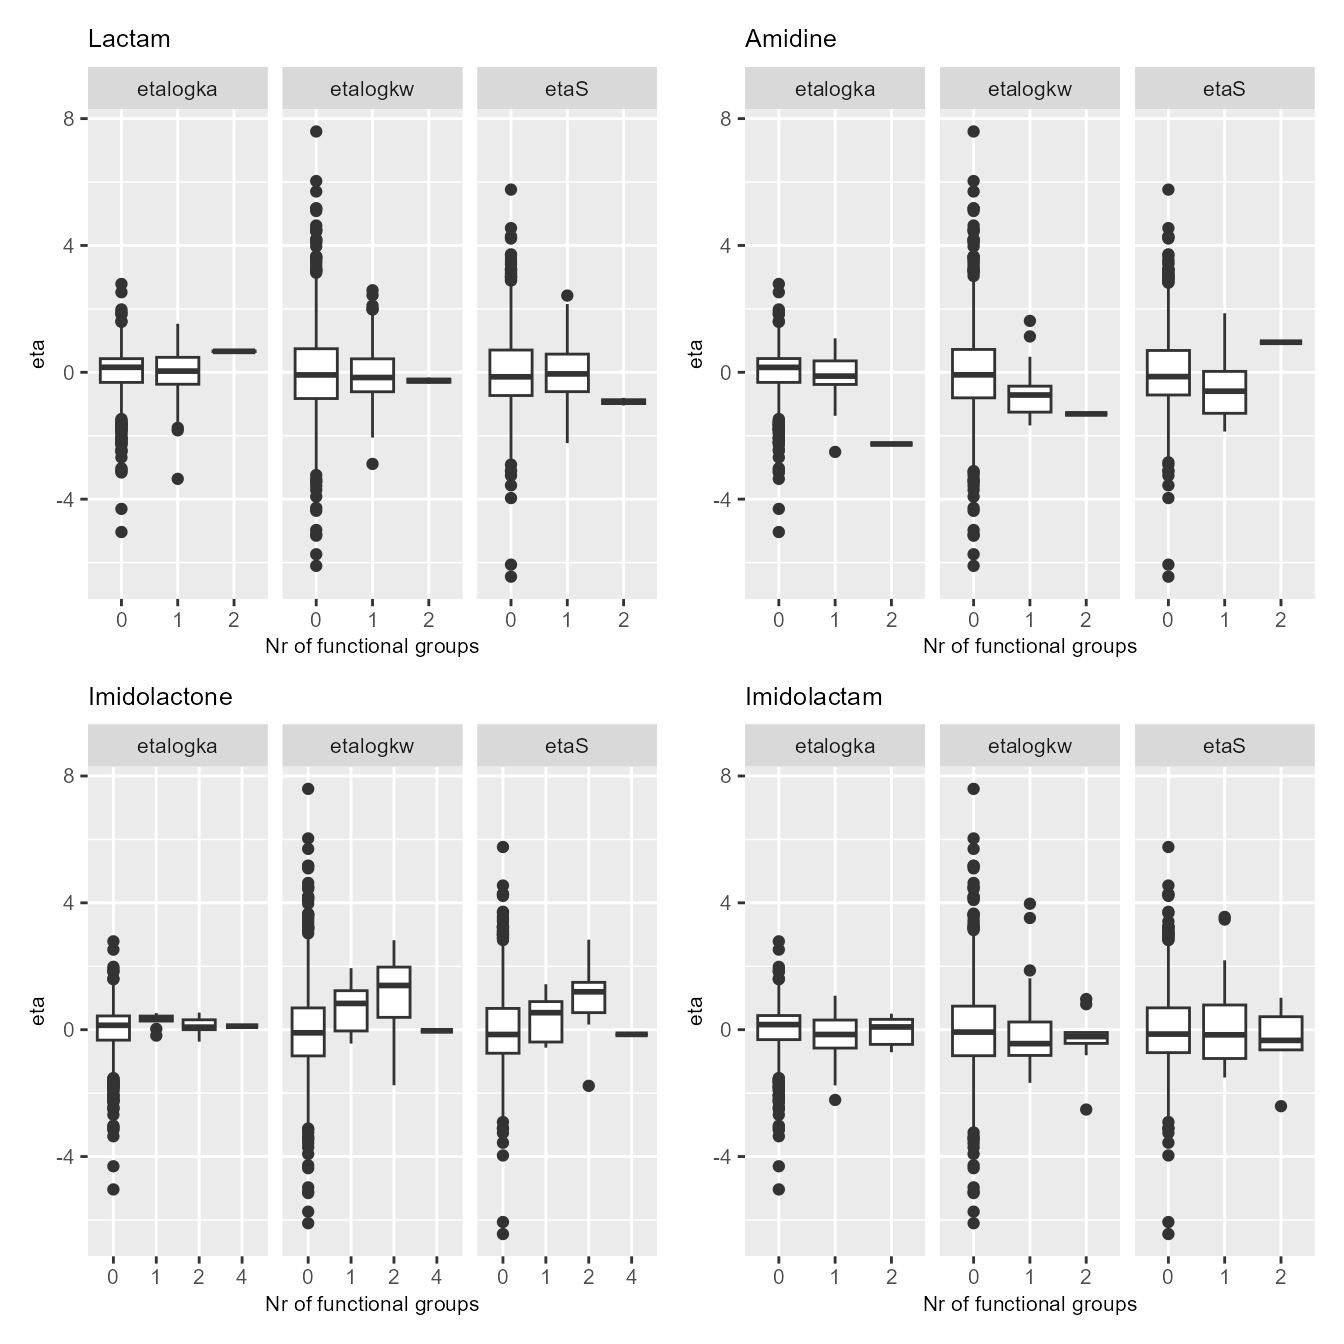 Lactam
etalogka etalogkw etaS
8
4
0
-4
eta
0 1 2 0 1 2 0 1 2
Nr of functional groups
Amidine
etalogka etalogkw etaS
8
4
0
-4
eta
0 1 2 0 1 2 0 1 2
Nr of functional groups
Imidolactone
etalogka etalogkw etaS
8
4
0
-4
eta
0 1 2 4 0 1 2 4 0 1 2 4
Nr of functional groups
Imidolactam
etalogka etalogkw etaS
8
4
0
-4
eta
0 1 2 0 1 2 0 1 2
Nr of functional groups